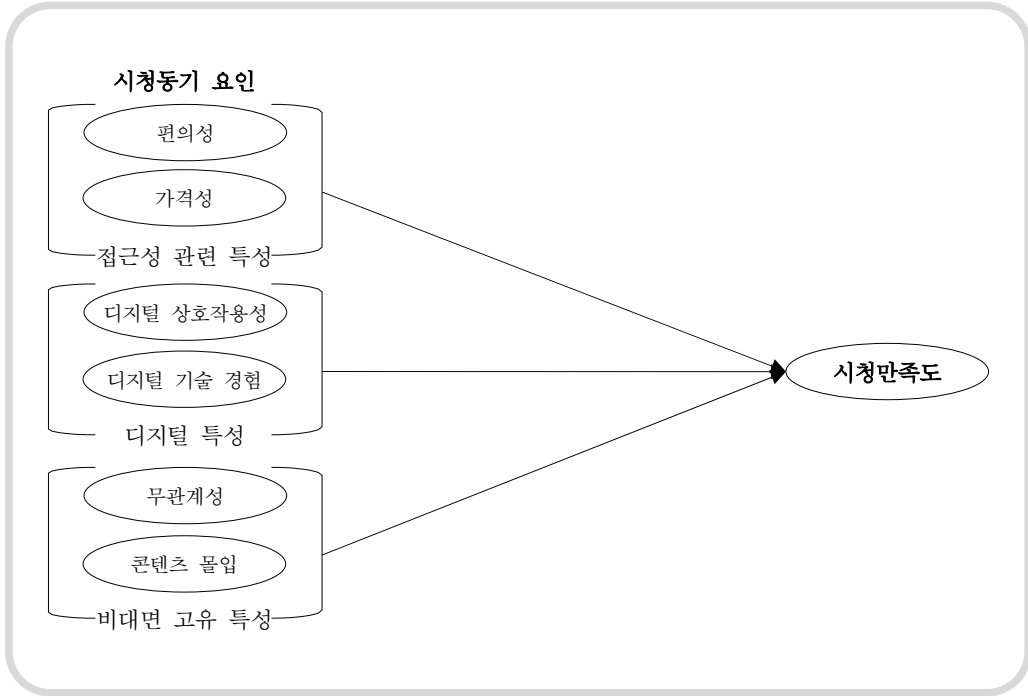 시청동기 요인
편의성
가격성
접근성 관련 특성
디지털 상호작용성
디지털 기술 경험
디지털 특성
무관계성
콘텐츠 몰입
비대면 고유 특성
시청만족도